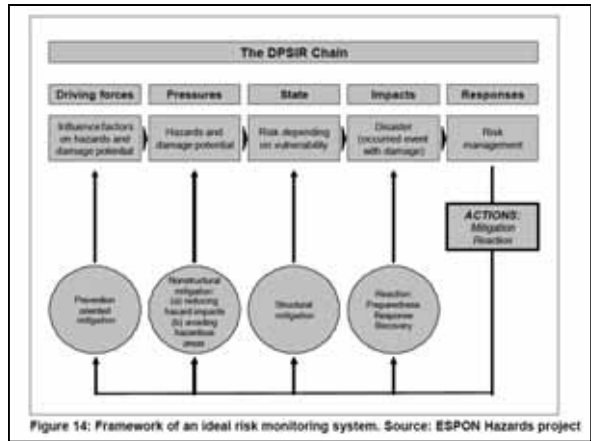 The DPSIR Chain
Driving forces
Pressures
State
Impacts
Responses
Influence factors
on hazards and
damage potential
Hazards and
damage potential
Risk depending
on vulnerability
Disaster
(occurred event
with damage)
Risk
management
ACTIONS:
Mitigation
Reaction
Prevention
oriented
mitigation
Nonstructural
mitigation:
(a) reducing
hazard impacts
(b) avoiding
hazardous
areas
Structural
mitigation
Reaction:
Preparedness
Response
Recovery
Figure 14: Framework of an ideal risk monitoring system. Source: ESPON Hazards project